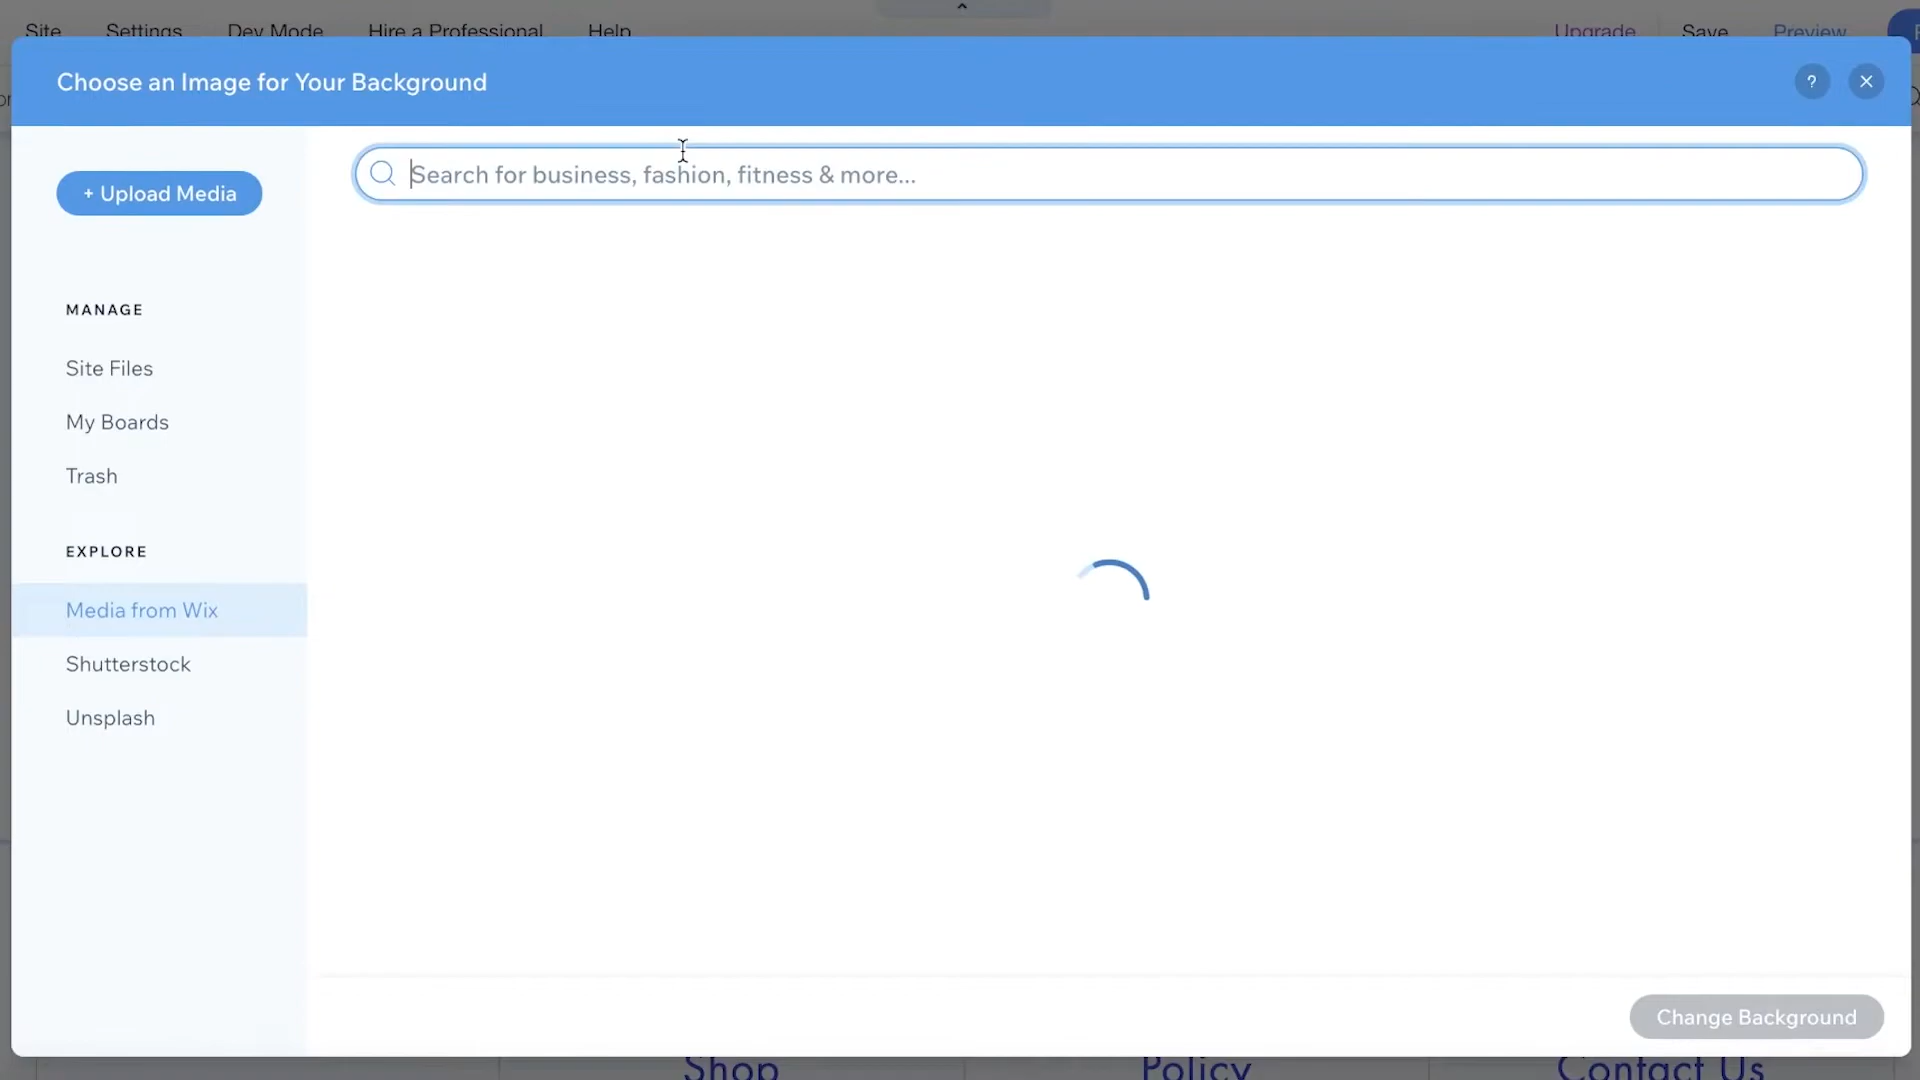 Site Settings Dev Mode Hire a Professional Help Upgrade Save Preview
Choose an Image for Your Background ?
+ Upload Media
Search for business, fashion, fitness & more...
MANAGE
Site Files
My Boards
Trash
EXPLORE
Media from Wix
Shutterstock
Unsplash
Change Background
Shop Policy Contact Us